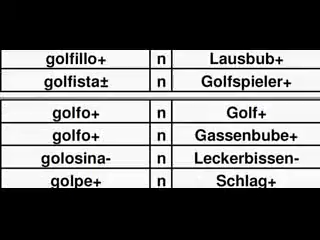 golfillo+ n Lausbub+
golfista± n Golfspieler+
golfo+ n Golf+
golfo+ n Gassenbube+
golosina- n Leckerbissen-
golpe+ n Schlag+